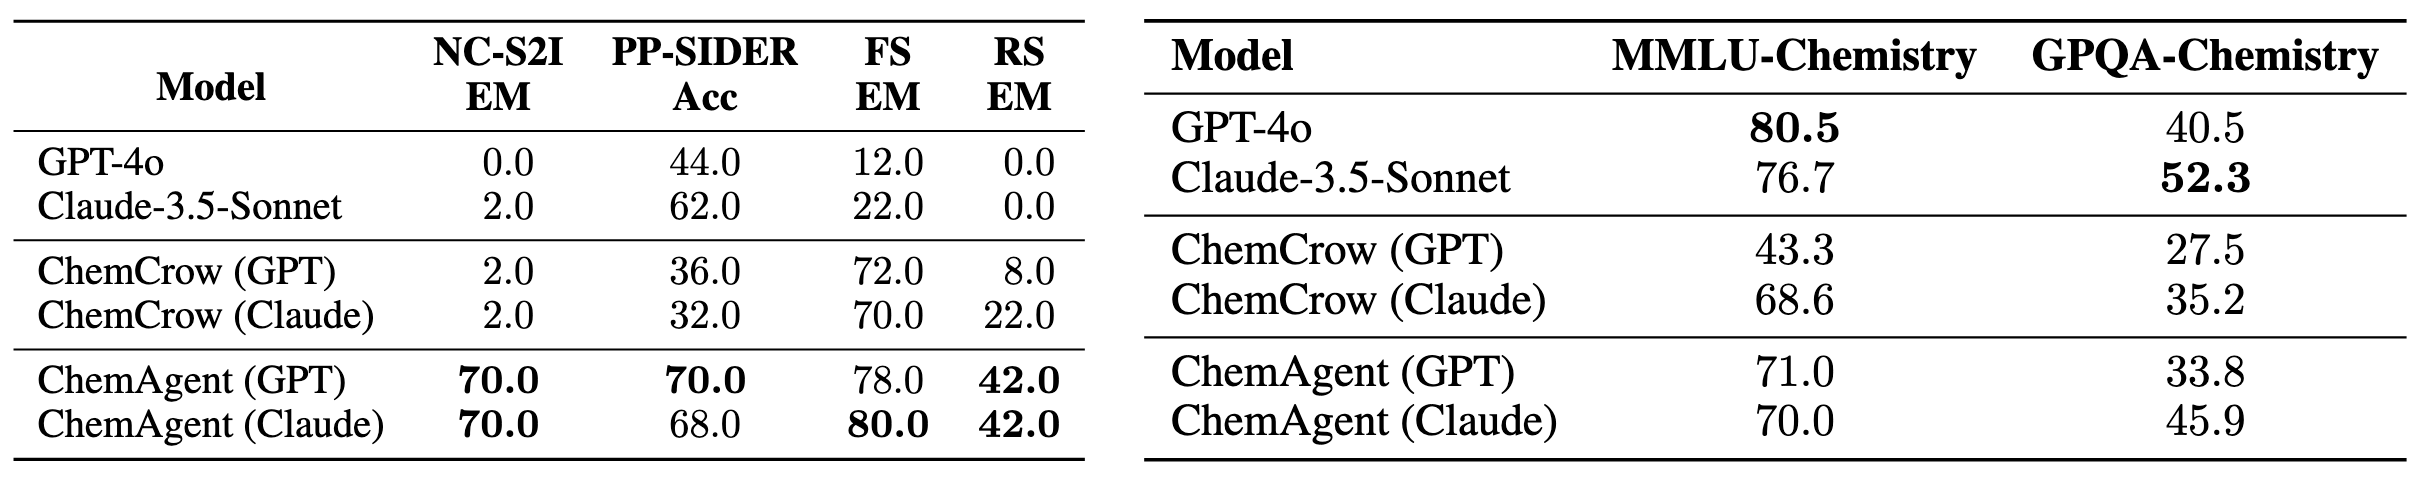 Model NC-S2I EM PP-SIDER Acc FS EM RS EM
GPT-4o 0.0 44.0 12.0 0.0
Claude-3.5-Sonnet 2.0 62.0 22.0 0.0
ChemCrow (GPT) 2.0 36.0 72.0 8.0
ChemCrow (Claude) 2.0 32.0 70.0 22.0
ChemAgent (GPT) 70.0 70.0 78.0 42.0
ChemAgent (Claude) 70.0 68.0 80.0 42.0
Model MMLU-Chemistry GPQA-Chemistry
GPT-4o 80.5 40.5
Claude-3.5-Sonnet 76.7 52.3
ChemCrow (GPT) 43.3 27.5
ChemCrow (Claude) 68.6 35.2
ChemAgent (GPT) 71.0 33.8
ChemAgent (Claude) 70.0 45.9